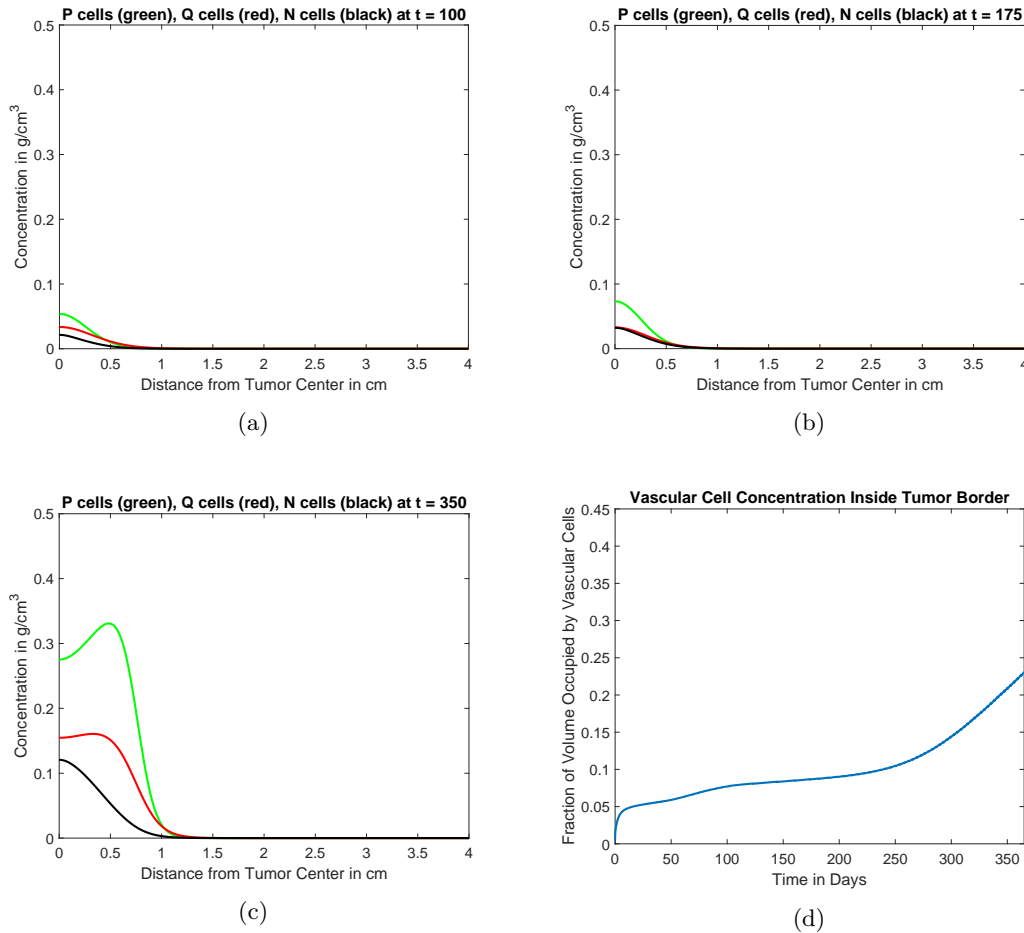 P cells (green), Q cells (red), N cells (black) at t = 100
Concentration in g/cm³
0.5
0.4
0.3
0.2
0.1
0
0 0.5 1 1.5 2 2.5 3 3.5 4
Distance from Tumor Center in cm
(a)
P cells (green), Q cells (red), N cells (black) at t = 175
Concentration in g/cm³
0.5
0.4
0.3
0.2
0.1
0
0 0.5 1 1.5 2 2.5 3 3.5 4
Distance from Tumor Center in cm
(b)
P cells (green), Q cells (red), N cells (black) at t = 350
Concentration in g/cm³
0.5
0.4
0.3
0.2
0.1
0
0 0.5 1 1.5 2 2.5 3 3.5 4
Distance from Tumor Center in cm
(c)
Vascular Cell Concentration Inside Tumor Border
Fraction of Volume Occupied by Vascular Cells
0.45
0.4
0.35
0.3
0.25
0.2
0.15
0.1
0.05
0
0 50 100 150 200 250 300 350
Time in Days
(d)